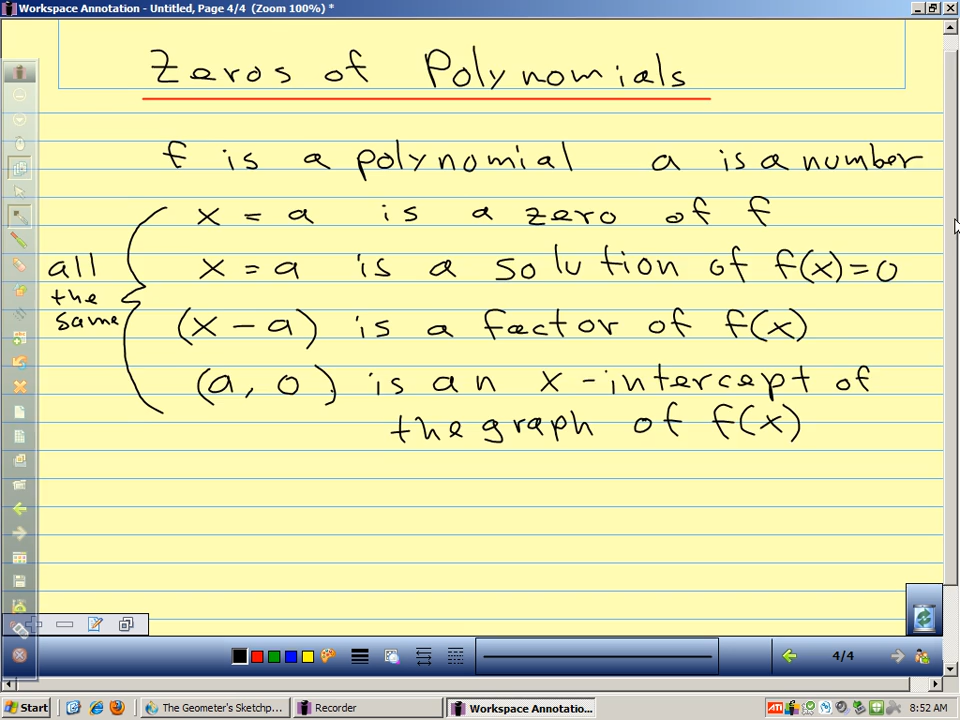 Workspace Annotation - Untitled, Page 4/4 (Zoom 100%) *
Zeros of Polynomials
f is a polynomial a is a number
x = a is a zero of f
x = a is a solution of f(x)=0
all
the
same
(x - a) is a factor of f(x)
(a, 0) is an x-intercept of
the graph of f(x)
4/4
Start The Geometer's Sketchp... Recorder Workspace Annotatio... ATI 8:52 AM